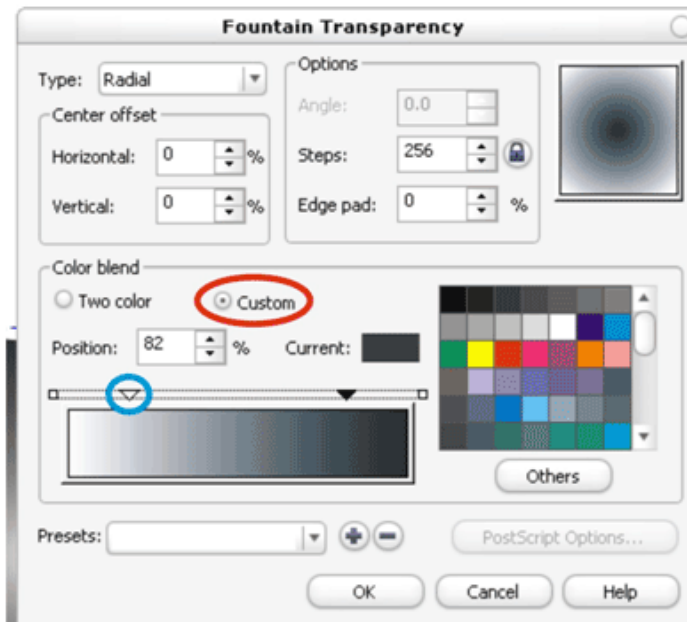 Fountain Transparency
Type: Radial
Options
Center offset
Angle: 0.0
Horizontal: 0 %
Steps: 256
Vertical: 0 %
Edge pad: 0 %
Color blend
Two color
Custom
Position: 82 %
Current:
Others
Presets:
PostScript Options...
OK
Cancel
Help